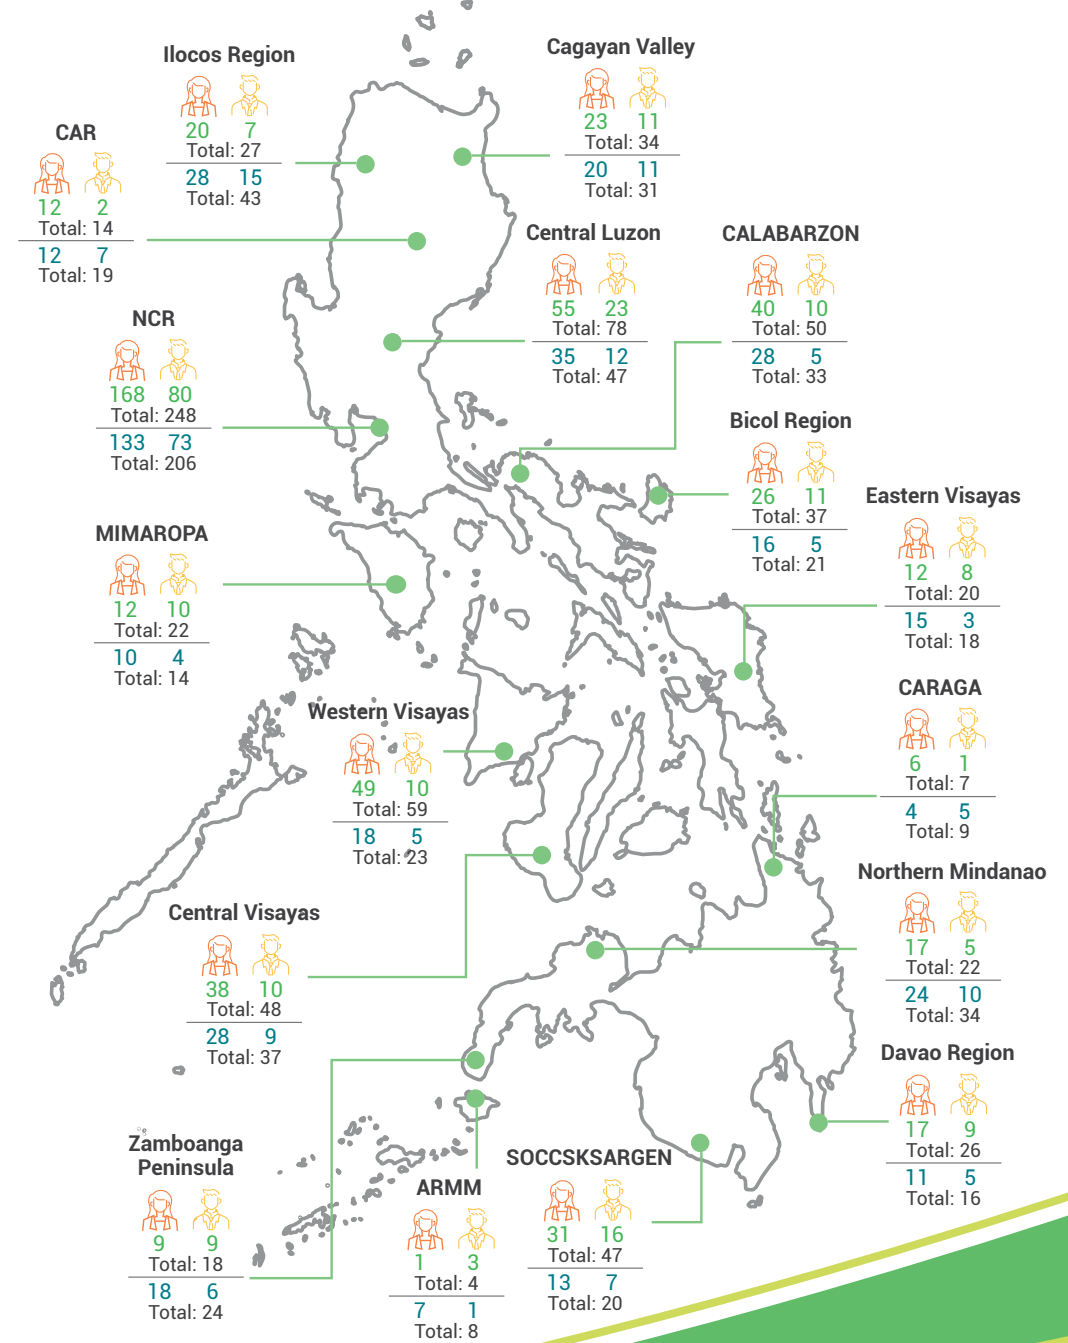 Ilocos Region
20 7
Total: 27
28 15
Total: 43
Cagayan Valley
23 11
Total: 34
20 11
Total: 31
CAR
12 2
Total: 14
12 7
Total: 19
Central Luzon
55 23
Total: 78
35 12
Total: 47
CALABARZON
40 10
Total: 50
28 5
Total: 33
NCR
168 80
Total: 248
133 73
Total: 206
Bicol Region
26 11
Total: 37
16 5
Total: 21
Eastern Visayas
12 8
Total: 20
15 3
Total: 18
MIMAROPA
12 10
Total: 22
10 4
Total: 14
CARAGA
6 1
Total: 7
4 5
Total: 9
Western Visayas
49 10
Total: 59
18 5
Total: 23
Northern Mindanao
17 5
Total: 22
24 10
Total: 34
Central Visayas
38 10
Total: 48
28 9
Total: 37
Davao Region
17 9
Total: 26
11 5
Total: 16
Zamboanga
Peninsula
9 9
Total: 18
18 6
Total: 24
ARMM
1 3
Total: 4
7 1
Total: 8
SOCCSKSARGEN
31 16
Total: 47
13 7
Total: 20